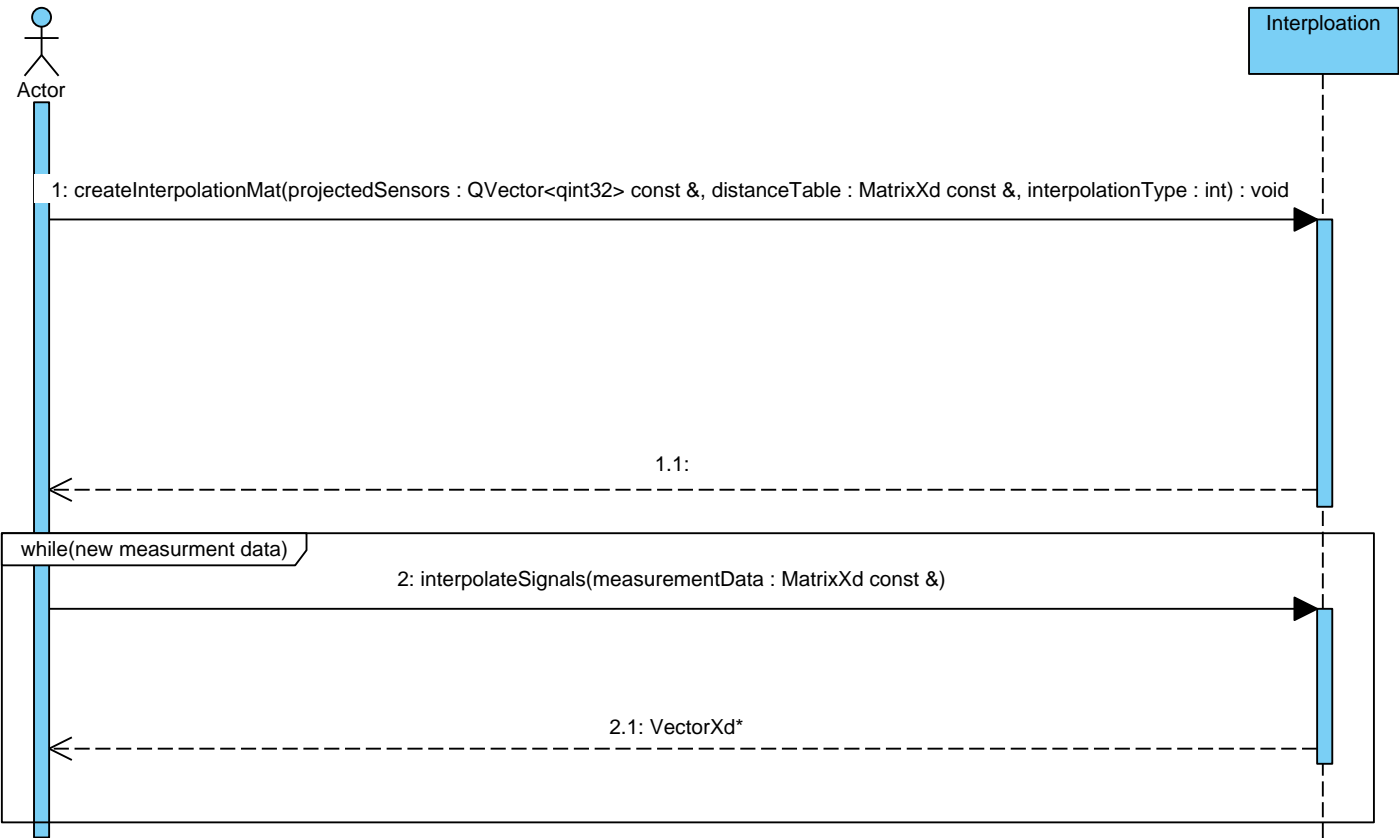 Interploation
Actor
1: createInterpolationMat(projectedSensors : QVector<qint32> const &, distanceTable : MatrixXd const &, interpolationType : int) : void
1.1:
while(new measurment data)
2: interpolateSignals(measurementData : MatrixXd const &)
2.1: VectorXd*